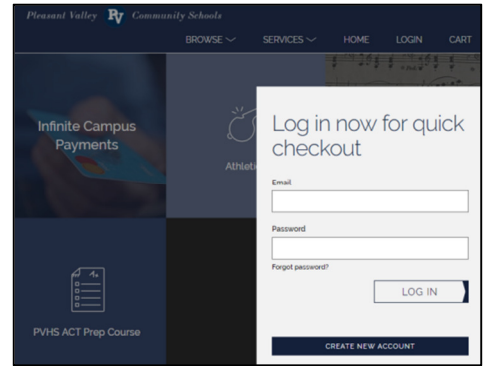 Pleasant Valley PV Community Schools
BROWSE SERVICES HOME LOGIN CART
Infinite Campus
Payments
Athleti
PVHS ACT Prep Course
Log in now for quick
checkout
Email
Password
Forgot password?
LOG IN
CREATE NEW ACCOUNT